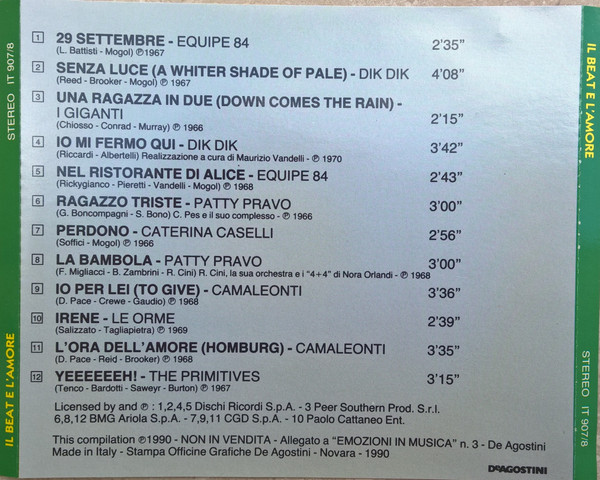 STEREO IT 907/8
IL BEAT E L'AMORE
1 29 SETTEMBRE - EQUIPE 84 2'35"
(L. Battisti - Mogol) ℗1967
2 SENZA LUCE (A WHITER SHADE OF PALE) - DIK DIK 4'08"
(Reed - Brooker - Mogol) ℗1967
3 UNA RAGAZZA IN DUE (DOWN COMES THE RAIN) -
I GIGANTI 2'15"
(Chiosso - Conrad - Murray) ℗ 1966
4 IO MI FERMO QUI - DIK DIK 3'42"
(Riccardi - Albertelli) Realizzazione a cura di Maurizio Vandelli - ℗ 1970
5 NEL RISTORANTE DI ALICE - EQUIPE 84 2'43"
(Rickygianco - Pieretti - Vandelli - Mogol) ℗ 1968
6 RAGAZZO TRISTE - PATTY PRAVO 3'00"
(G. Boncompagni - S. Bono) C. Pes e il suo complesso - ℗ 1966
7 PERDONO - CATERINA CASELLI 2'56"
(Soffici - Mogol) ℗ 1966
8 LA BAMBOLA - PATTY PRAVO 3'00"
(F. Migliacci - B. Zambrini - R. Cini) R. Cini, la sua orchestra e i "4+4" di Nora Orlandi - ℗ 1968
9 IO PER LEI (TO GIVE) - CAMALEONTI 3'36"
(D. Pace - Crewe - Gaudio) ℗ 1968
10 IRENE - LE ORME 2'39"
(Salizzato - Tagliapietra) ℗ 1969
11 L'ORA DELL'AMORE (HOMBURG) - CAMALEONTI 3'35"
(D. Pace - Reid - Brooker) ℗ 1968
12 YEEEEEEH! - THE PRIMITIVES 3'15"
(Tenco - Bardotti - Saweyr - Burton) ℗ 1967
Licensed by and ℗ : 1,2,4,5 Dischi Ricordi S.p.A. - 3 Peer Southern Prod. S.r.l.
6,8,12 BMG Ariola S.p.A. - 7,9,11 CGD S.p.A. - 10 Paolo Cattaneo Ent.
This compilation ℗1990 - NON IN VENDITA - Allegato a "EMOZIONI IN MUSICA" n. 3 - De Agostini
Made in Italy - Stampa Officine Grafiche De Agostini - Novara - 1990
DeAGOSTINI
IL BEAT E L'AMORE
STEREO IT 907/8